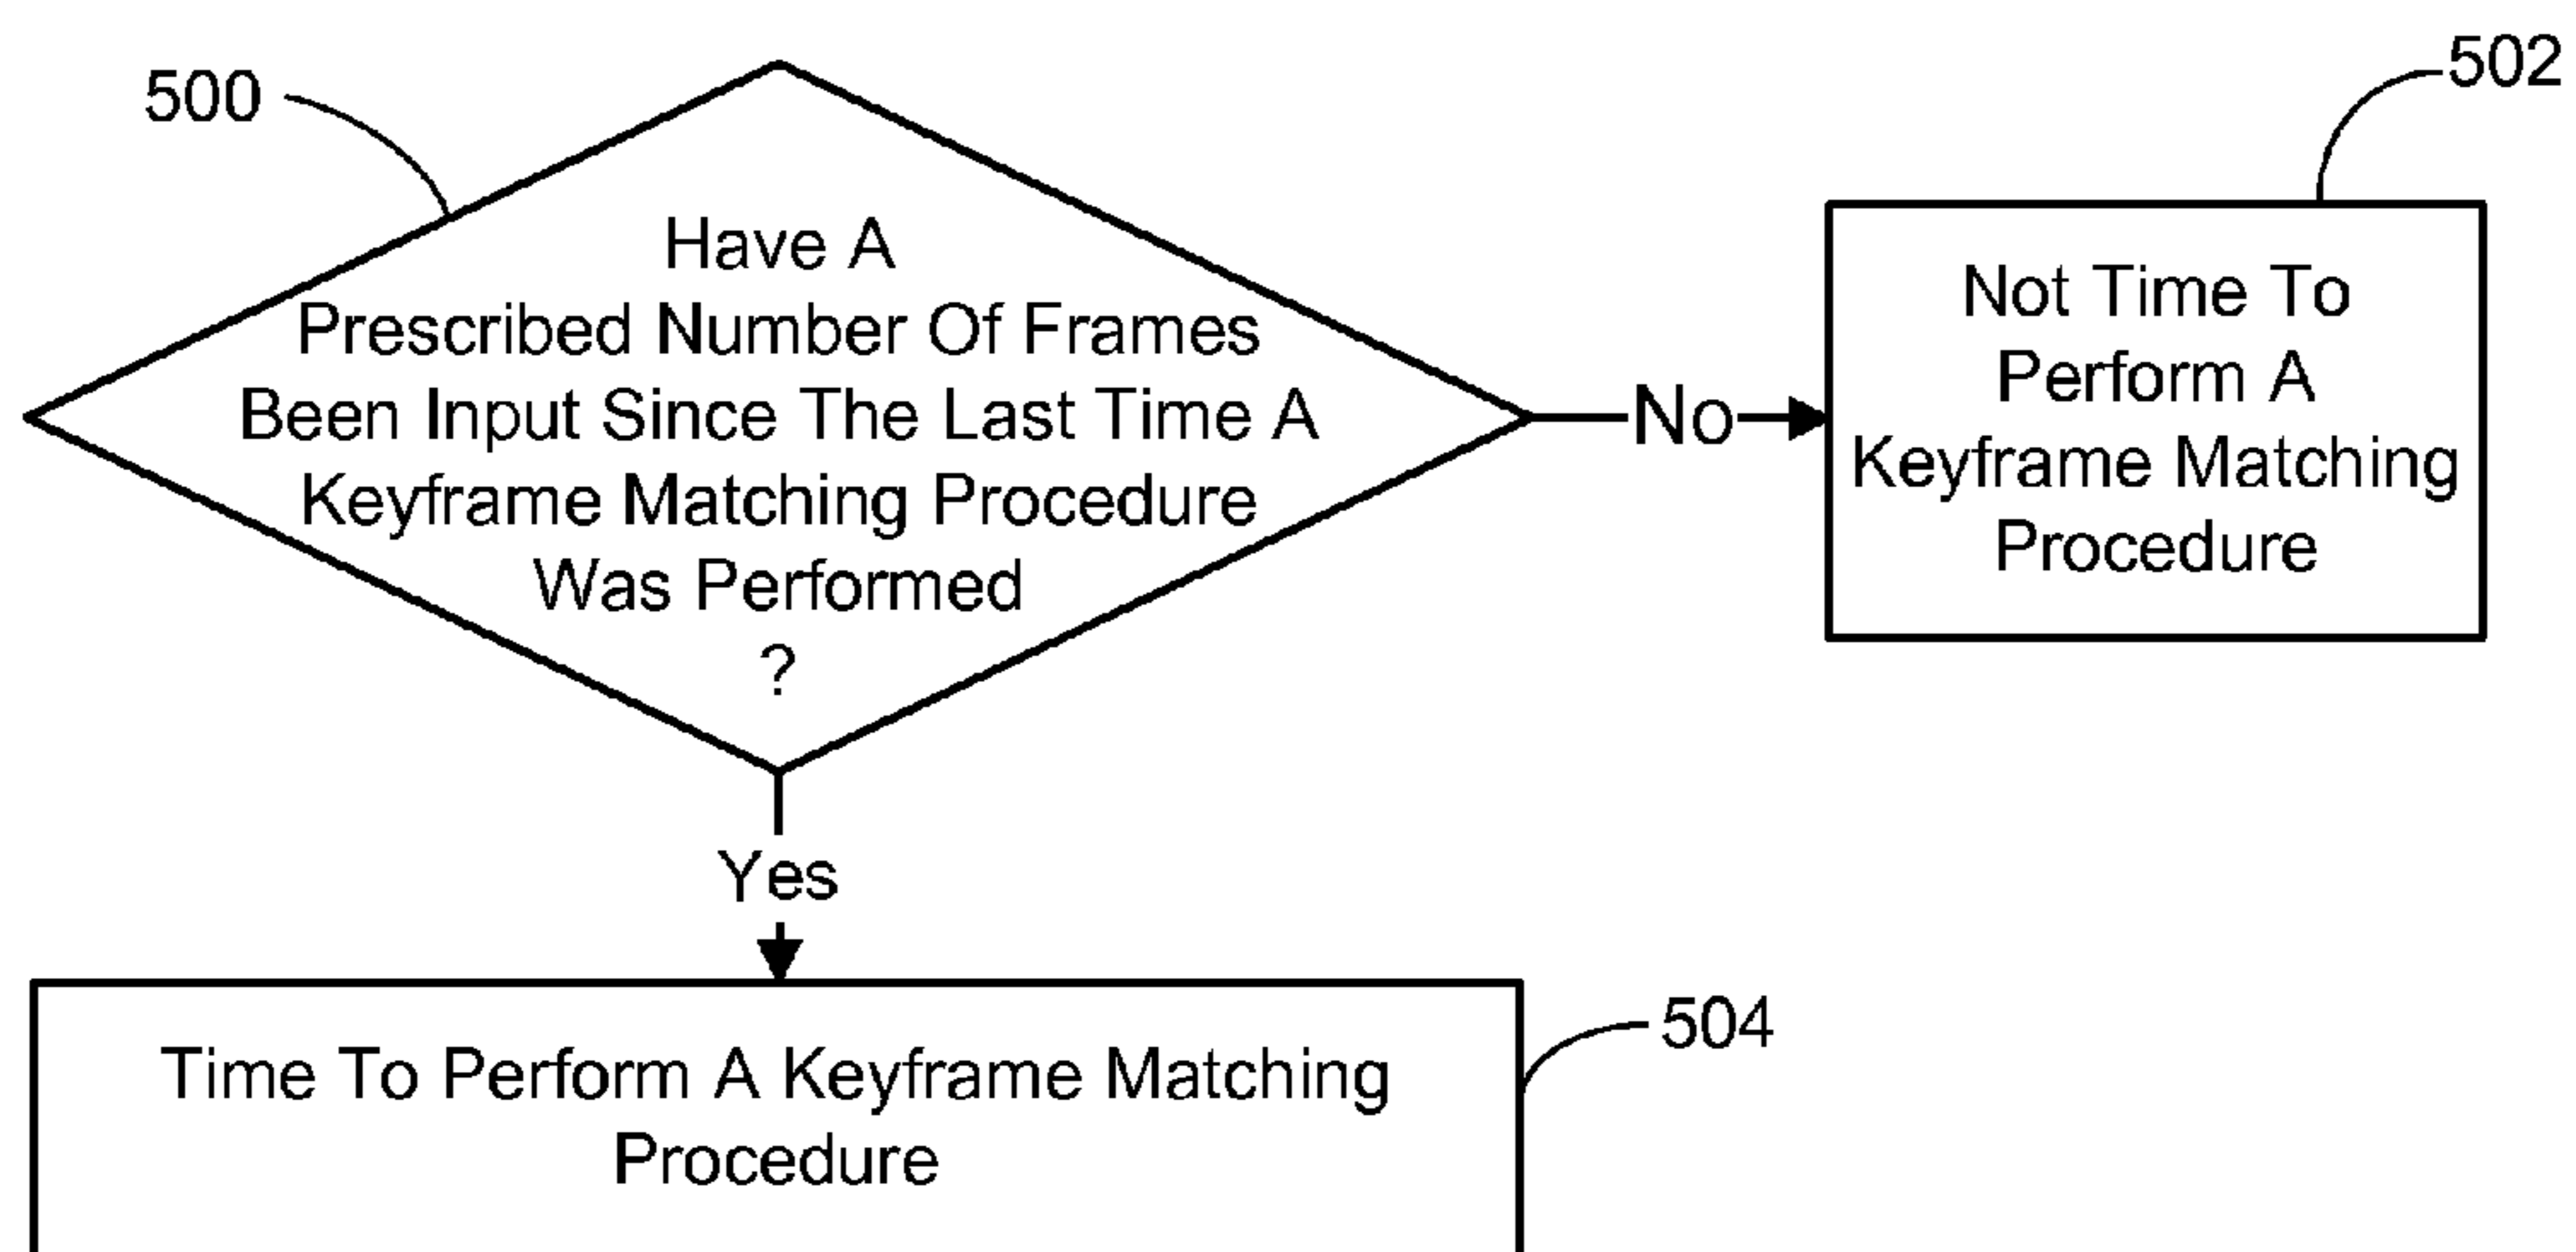 500
502
Have A
Prescribed Number Of Frames
Been Input Since The Last Time A
Keyframe Matching Procedure
Was Performed
?
No
Not Time To
Perform A
Keyframe Matching
Procedure
Yes
504
Time To Perform A Keyframe Matching
Procedure